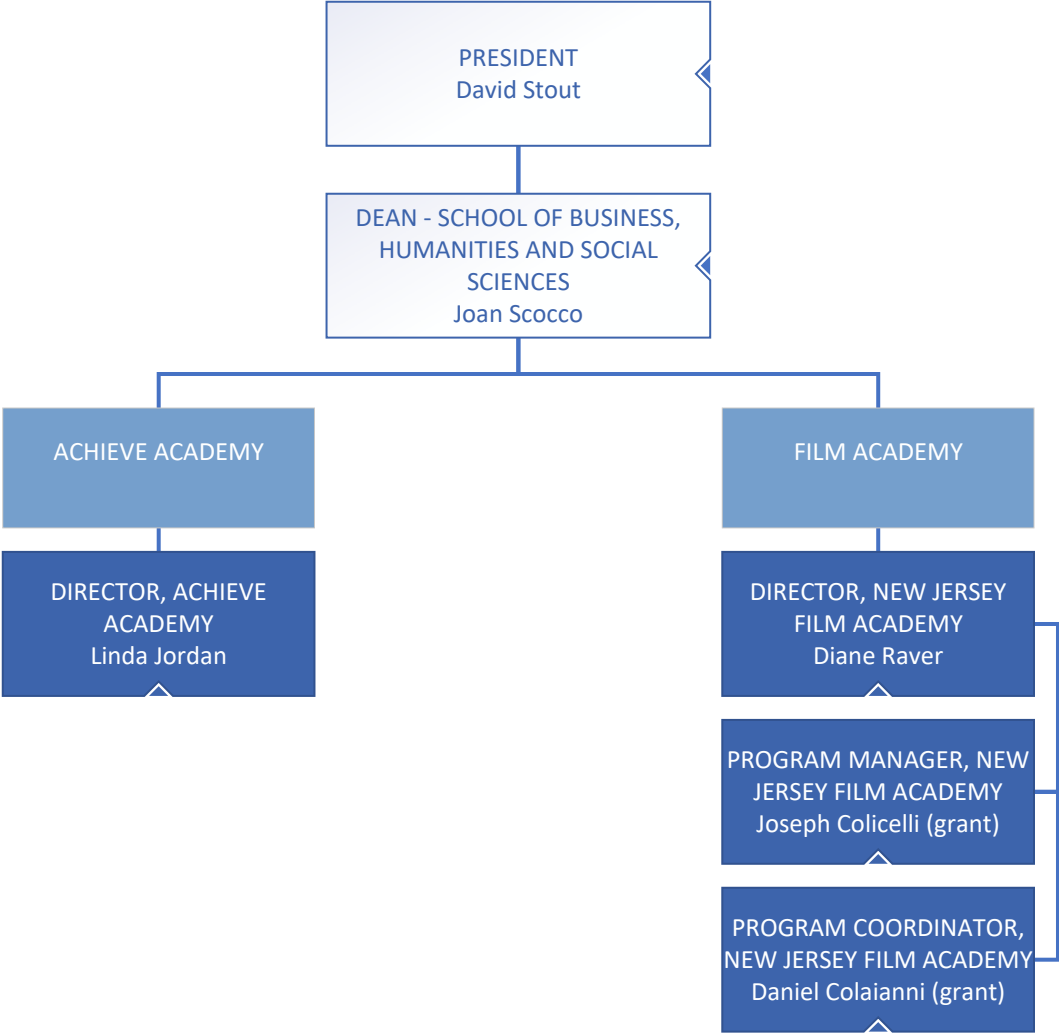 PRESIDENT
David Stout
DEAN - SCHOOL OF BUSINESS,
HUMANITIES AND SOCIAL
SCIENCES
Joan Scocco
ACHIEVE ACADEMY
DIRECTOR, ACHIEVE
ACADEMY
Linda Jordan
FILM ACADEMY
DIRECTOR, NEW JERSEY
FILM ACADEMY
Diane Raver
PROGRAM MANAGER, NEW
JERSEY FILM ACADEMY
Joseph Colicelli (grant)
PROGRAM COORDINATOR,
NEW JERSEY FILM ACADEMY
Daniel Colaianni (grant)